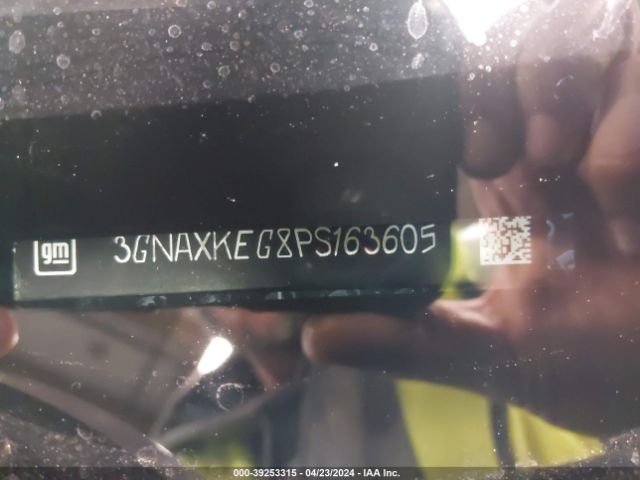 gm 3GNAXKEG8PS163605
000-39253315 - 04/23/2024 - IAA Inc.